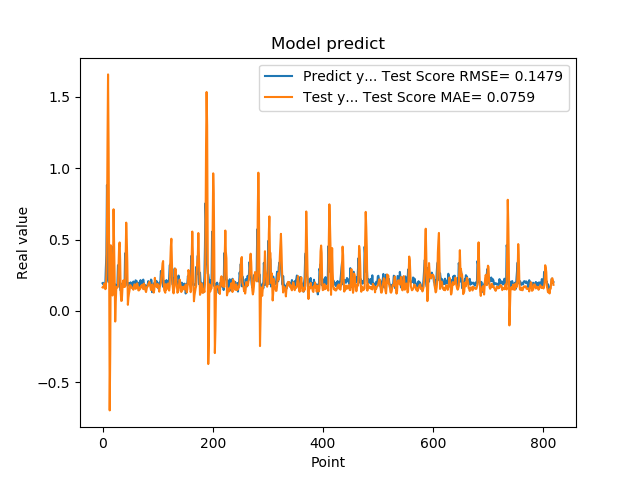 Model predict
Predict y... Test Score RMSE= 0.1479
Test y... Test Score MAE= 0.0759
1.5
1.0
0.5
0.0
−0.5
Real value
0 200 400 600 800
Point